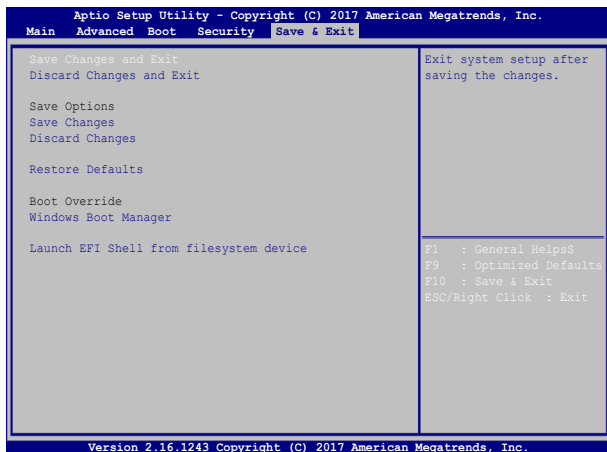 Aptio Setup Utility - Copyright (C) 2017 American Megatrends, Inc.
Main Advanced Boot Security Save & Exit
Save Changes and Exit
Discard Changes and Exit
Save Options
Save Changes
Discard Changes
Restore Defaults
Boot Override
Windows Boot Manager
Launch EFI Shell from filesystem device
Exit system setup after
saving the changes.
F1 : General HelpsS
F9 : Optimized Defaults
F10 : Save & Exit
ESC/Right Click : Exit
Version 2.16.1243 Copyright (C) 2017 American Megatrends, Inc.